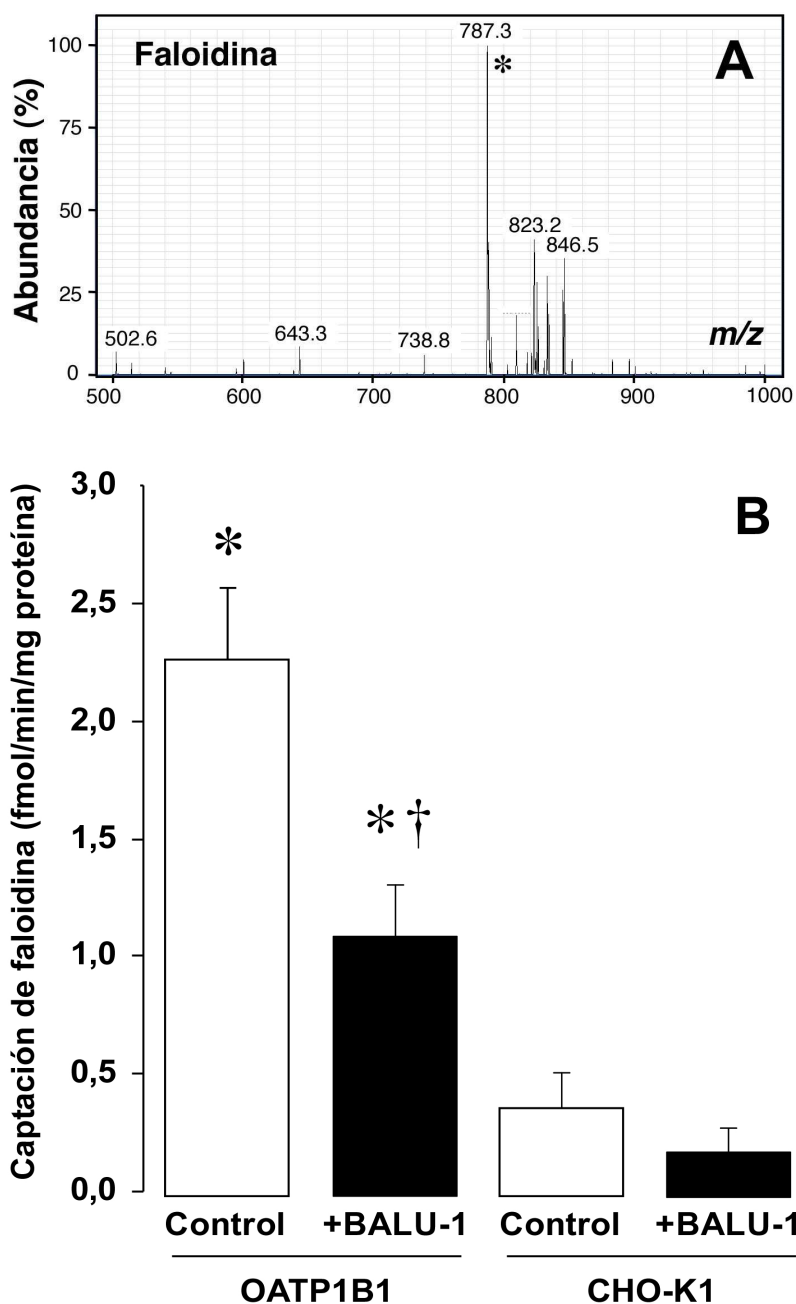 Faloidina
A
787.3
*
823.2
846.5
502.6
643.3
738.8
m/z
Abundancia (%)
100
75
50
25
0
500 600 700 800 900 1000
B
Captación de faloidina (fmol/min/mg proteína)
3,0
2,5
2,0
1,5
1,0
0,5
0,0
*
*†
Control +BALU-1 Control +BALU-1
OATP1B1 CHO-K1